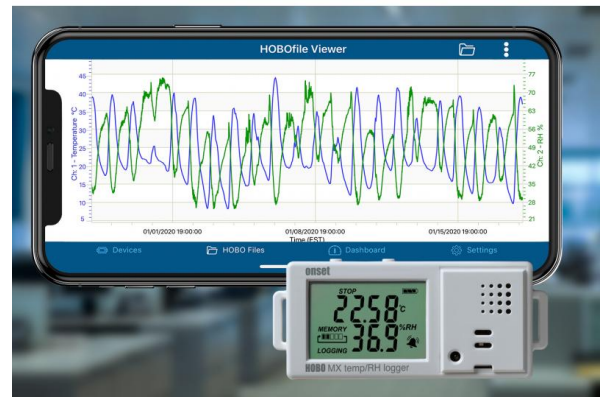 HOBOfile Viewer
Ch: 1 - Temperature °C
45
40
35
30
25
20
15
10
5
77
70
63
56
49
42
35
28
21
Ch: 2 - RH %
01/01/2020 19:00:00
01/08/2020 19:00:00
01/15/2020 19:00:00
Time (EST)
Devices
HOBO Files
Dashboard
Settings
onset
STOP
22.58°C
MEMORY
36.9%RH
LOGGING
HOBO MX temp/RH logger